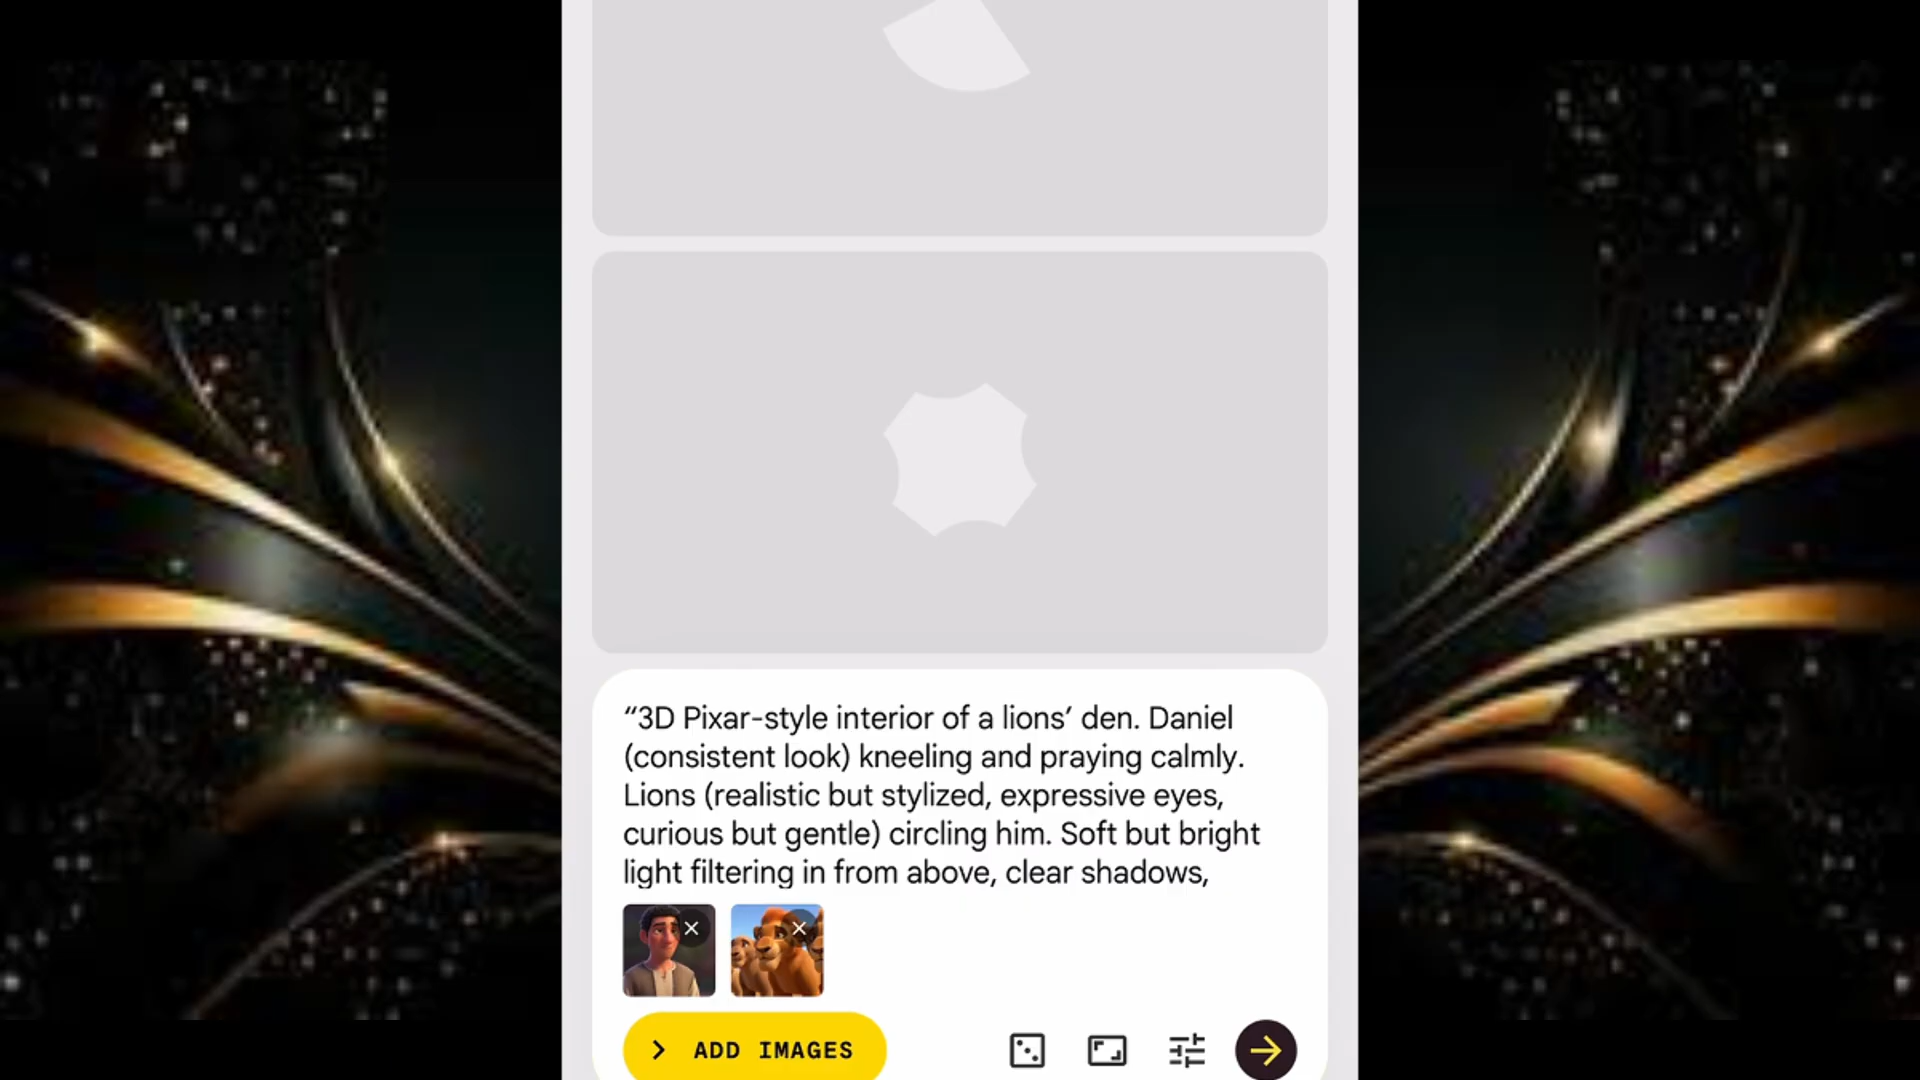 “3D Pixar-style interior of a lions’ den. Daniel
(consistent look) kneeling and praying calmly.
Lions (realistic but stylized, expressive eyes,
curious but gentle) circling him. Soft but bright
light filtering in from above, clear shadows,
ADD IMAGES